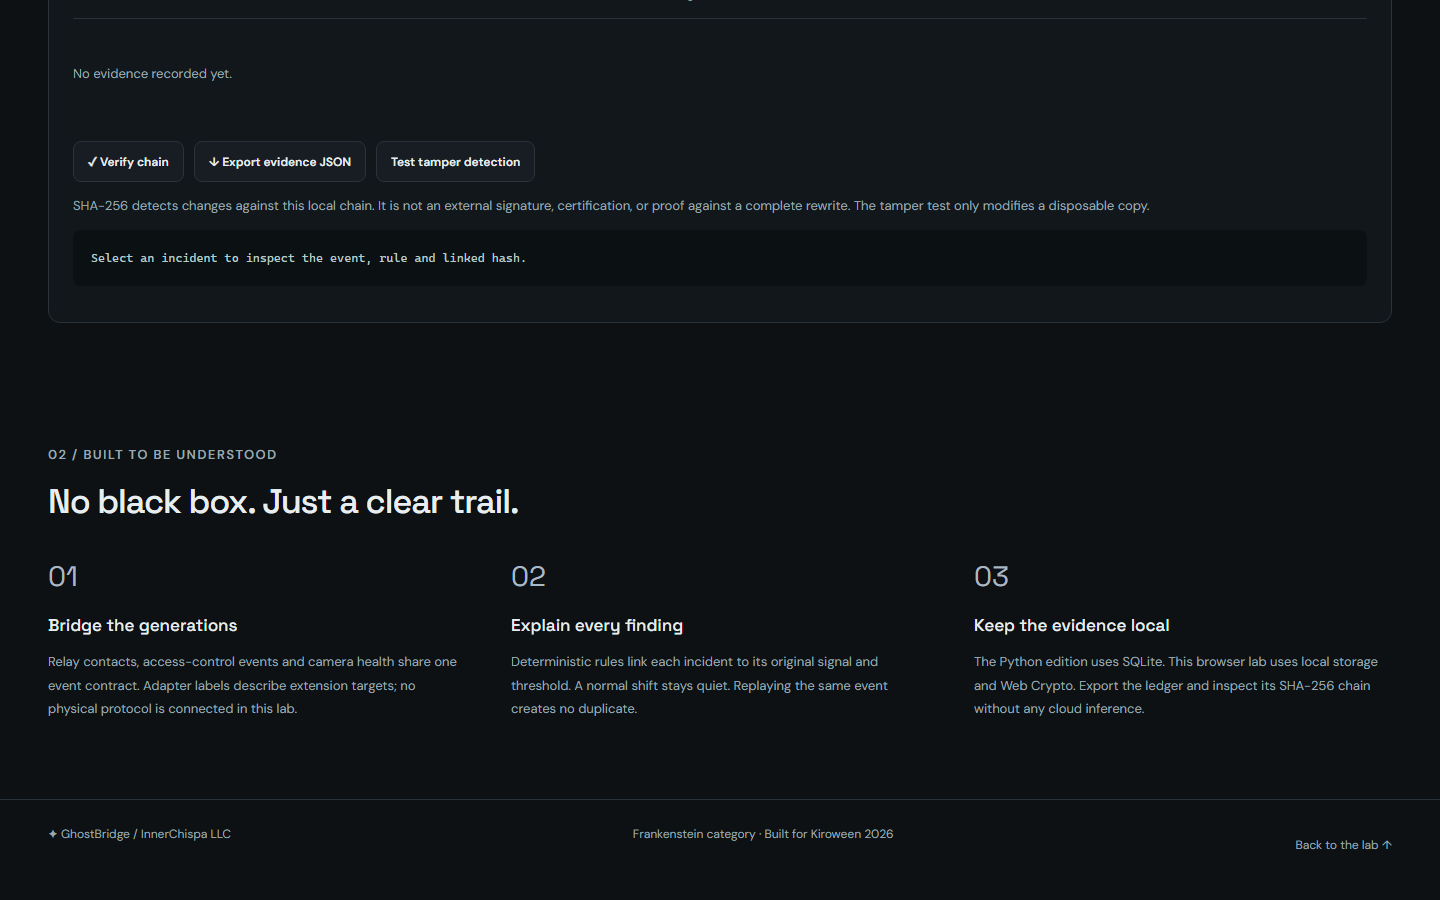 No evidence recorded yet.
✓ Verify chain
↓ Export evidence JSON
Test tamper detection
SHA-256 detects changes against this local chain. It is not an external signature, certification, or proof against a complete rewrite. The tamper test only modifies a disposable copy.
Select an incident to inspect the event, rule and linked hash.
02 / BUILT TO BE UNDERSTOOD
No black box. Just a clear trail.
01
Bridge the generations
Relay contacts, access-control events and camera health share one
event contract. Adapter labels describe extension targets; no
physical protocol is connected in this lab.
02
Explain every finding
Deterministic rules link each incident to its original signal and
threshold. A normal shift stays quiet. Replaying the same event
creates no duplicate.
03
Keep the evidence local
The Python edition uses SQLite. This browser lab uses local storage
and Web Crypto. Export the ledger and inspect its SHA-256 chain
without any cloud inference.
✦ GhostBridge / InnerChispa LLC
Frankenstein category · Built for Kiroween 2026
Back to the lab ↑